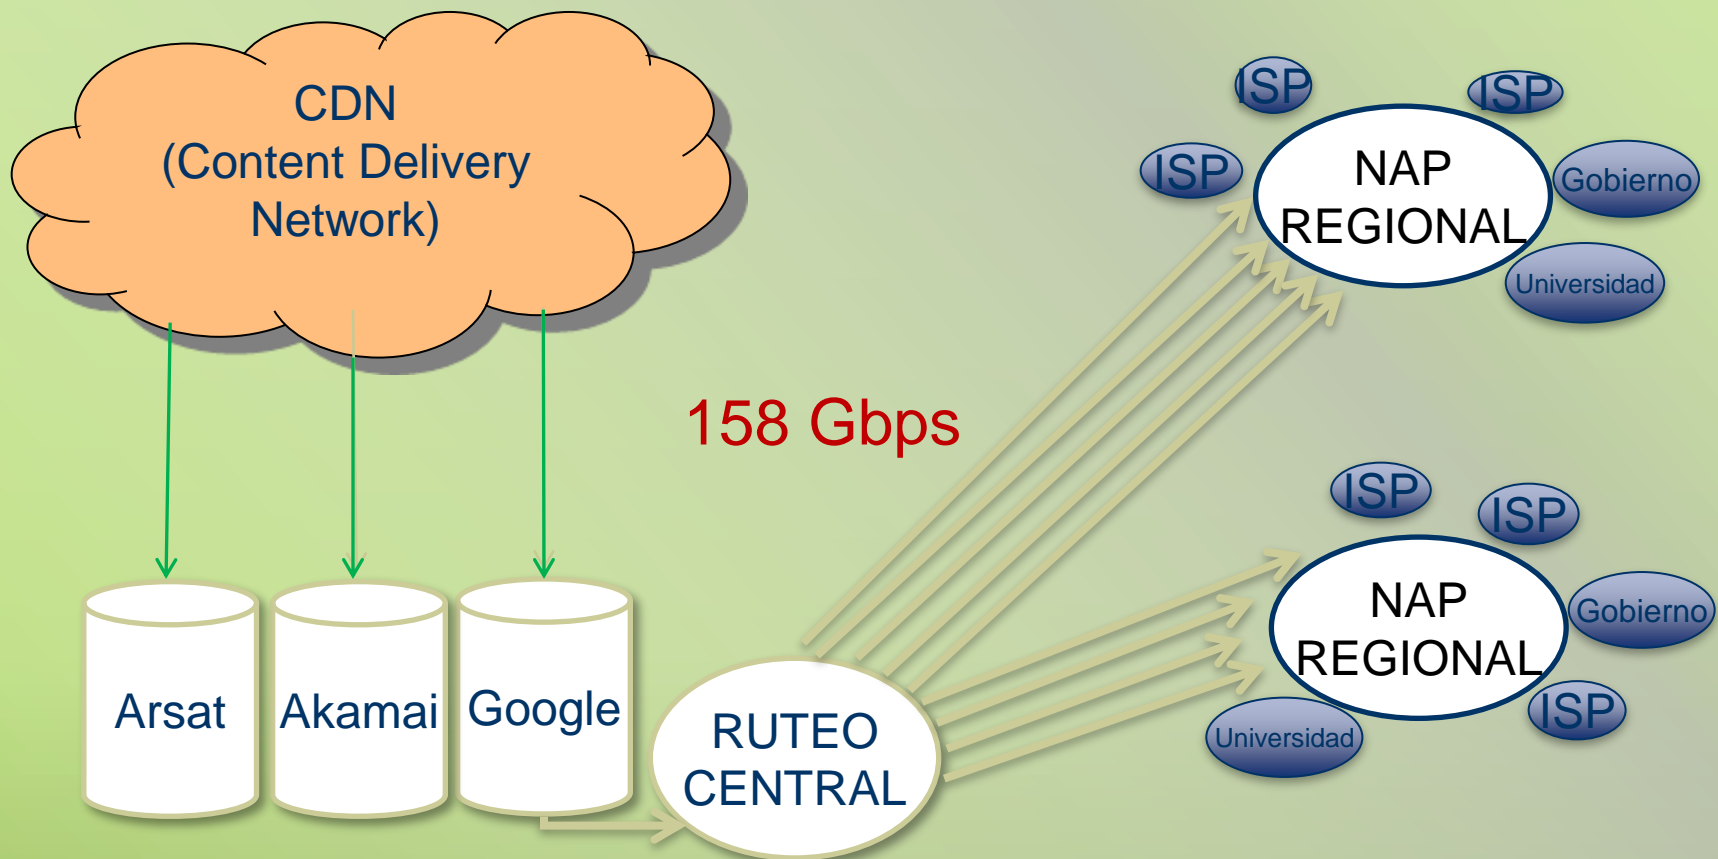 CDN
(Content Delivery
Network)
ISP
ISP
ISP
NAP
REGIONAL
Gobierno
Universidad
158 Gbps
ISP
ISP
NAP
REGIONAL
Gobierno
ISP
Universidad
Arsat
Akamai
Google
RUTEO
CENTRAL